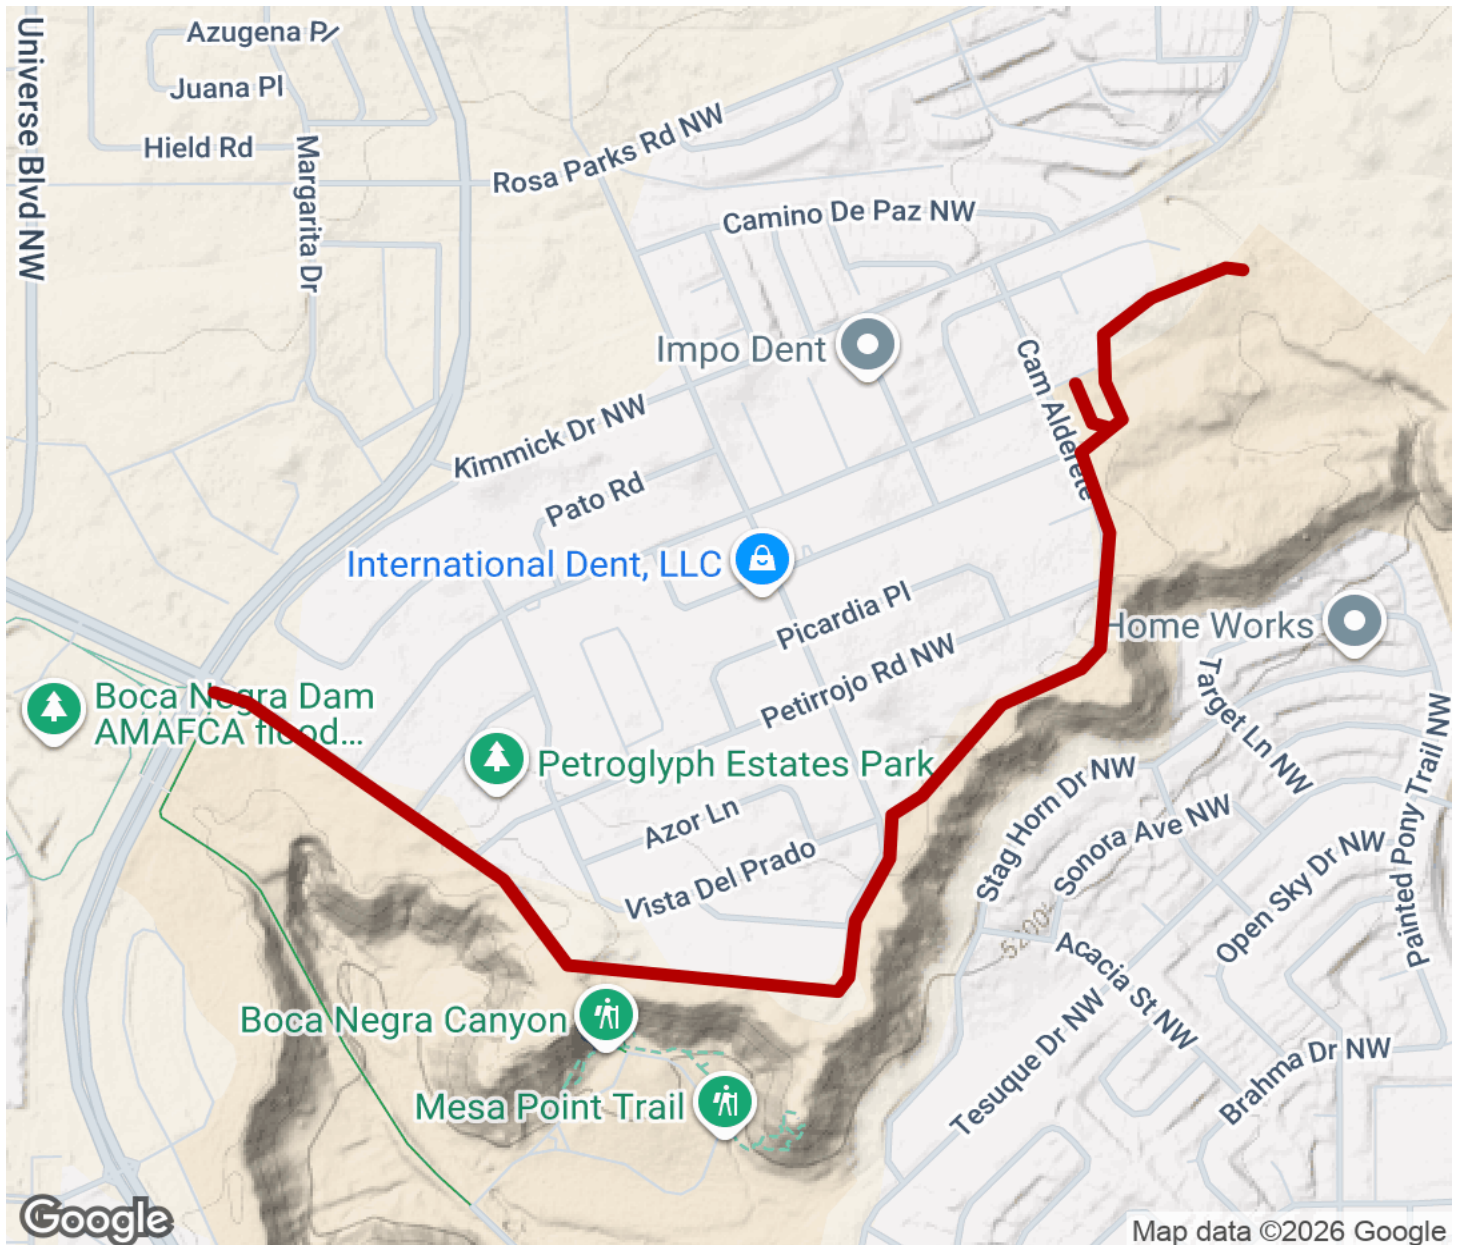 Universe Blvd NW
Azugena Pl
Juana Pl
Hield Rd
Margarita Dr
Rosa Parks Rd NW
Camino De Paz NW
Impo Dent
Cam Alderete
Kimmick Dr NW
Pato Rd
International Dent, LLC
Picardia Pl
Home Works
Petirrojo Rd NW
Target Ln NW
Boca Negra Dam
AMAFCA flood...
Petroglyph Estates Park
Stag Horn Dr NW
Painted Pony Trail NW
Azor Ln
Sonora Ave NW
Vista Del Prado
Open Sky Dr NW
5200
Acacia St NW
Boca Negra Canyon
Tesuque Dr NW
Brahma Dr NW
Mesa Point Trail
Google
Map data ©2026 Google